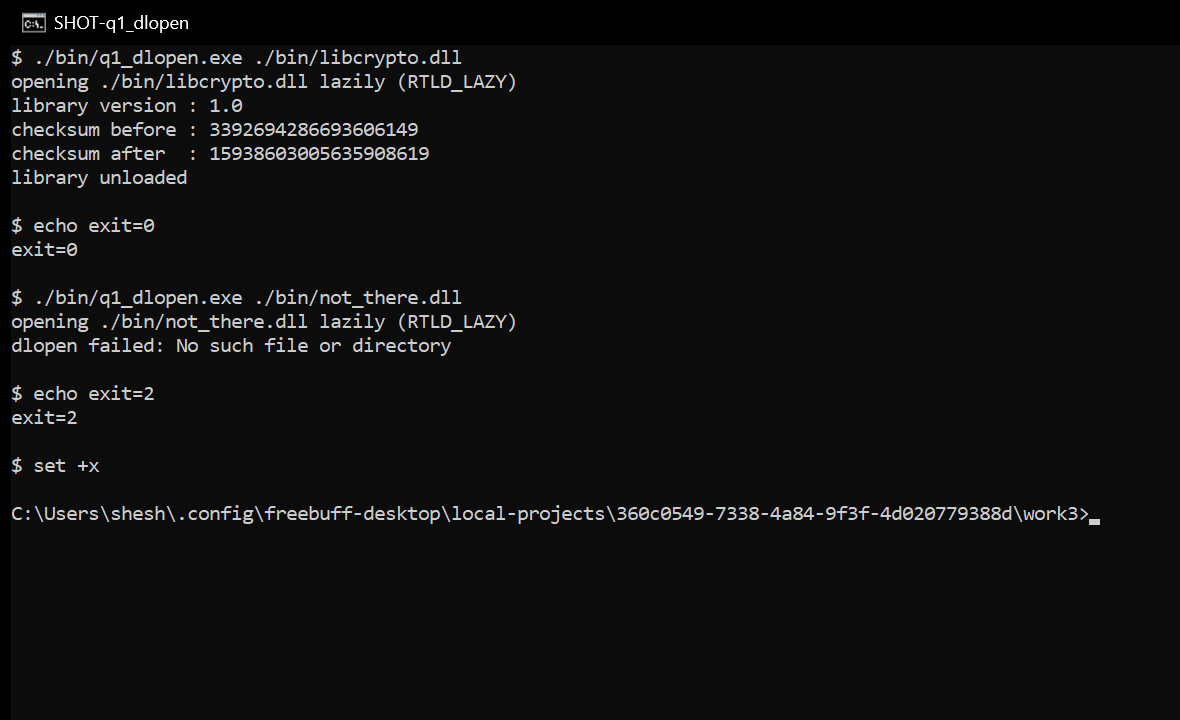 SHOT-q1_dlopen
$ ./bin/q1_dlopen.exe ./bin/libcrypto.dll
opening ./bin/libcrypto.dll lazily (RTLD_LAZY)
library version : 1.0
checksum before : 3392694286693606149
checksum after  : 15938603005635908619
library unloaded
$ echo exit=0
exit=0
$ ./bin/q1_dlopen.exe ./bin/not_there.dll
opening ./bin/not_there.dll lazily (RTLD_LAZY)
dlopen failed: No such file or directory
$ echo exit=2
exit=2
$ set +x
C:\Users\shesh\.config\freebuff-desktop\local-projects\360c0549-7338-4a84-9f3f-4d020779388d\work3>